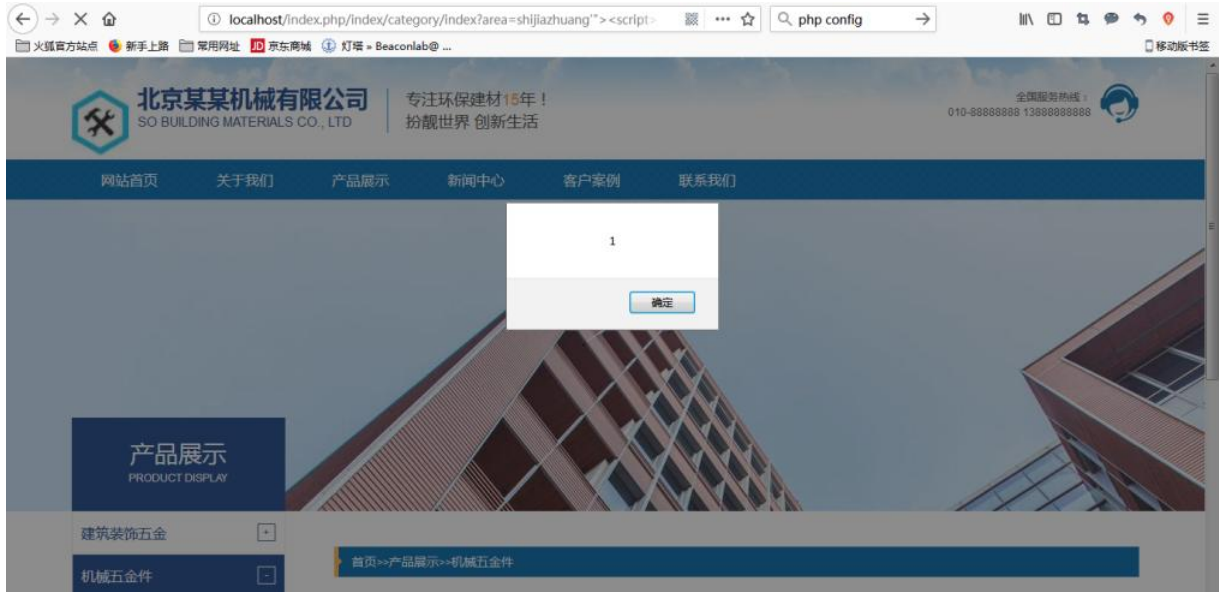 localhost/index.php/index/category/index?area=shijiazhuang'"><script>
php config
火狐官方站点 新手上路 常用网址 JD 京东商城 灯塔 » Beaconlab@ ... 移动版书签
北京某某机械有限公司
SO BUILDING MATERIALS CO., LTD
专注环保建材15年！
扮靓世界 创新生活
全国服务热线：
010-88888888 13888888888
网站首页 关于我们 产品展示 新闻中心 客户案例 联系我们
1
确定
产品展示
PRODUCT DISPLAY
建筑装饰五金 +
机械五金件 -
首页>>产品展示>>机械五金件